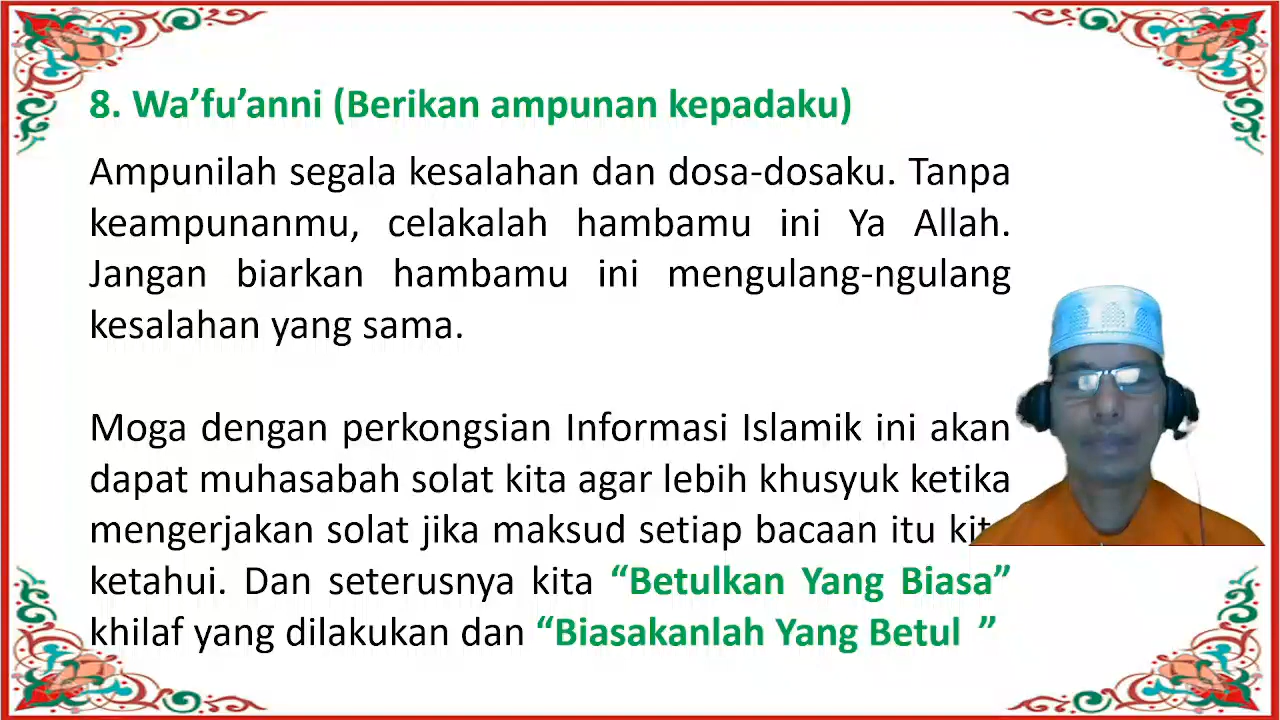 8. Wa’fu’anni (Berikan ampunan kepadaku)
Ampunilah segala kesalahan dan dosa-dosaku. Tanpa
keampunanmu, celakalah hambamu ini Ya Allah.
Jangan biarkan hambamu ini mengulang-ngulang
kesalahan yang sama.
Moga dengan perkongsian Informasi Islamik ini akan
dapat muhasabah solat kita agar lebih khusyuk ketika
mengerjakan solat jika maksud setiap bacaan itu
ketahui. Dan seterusnya kita “Betulkan Yang Biasa”
khilaf yang dilakukan dan “Biasakanlah Yang Betul ”